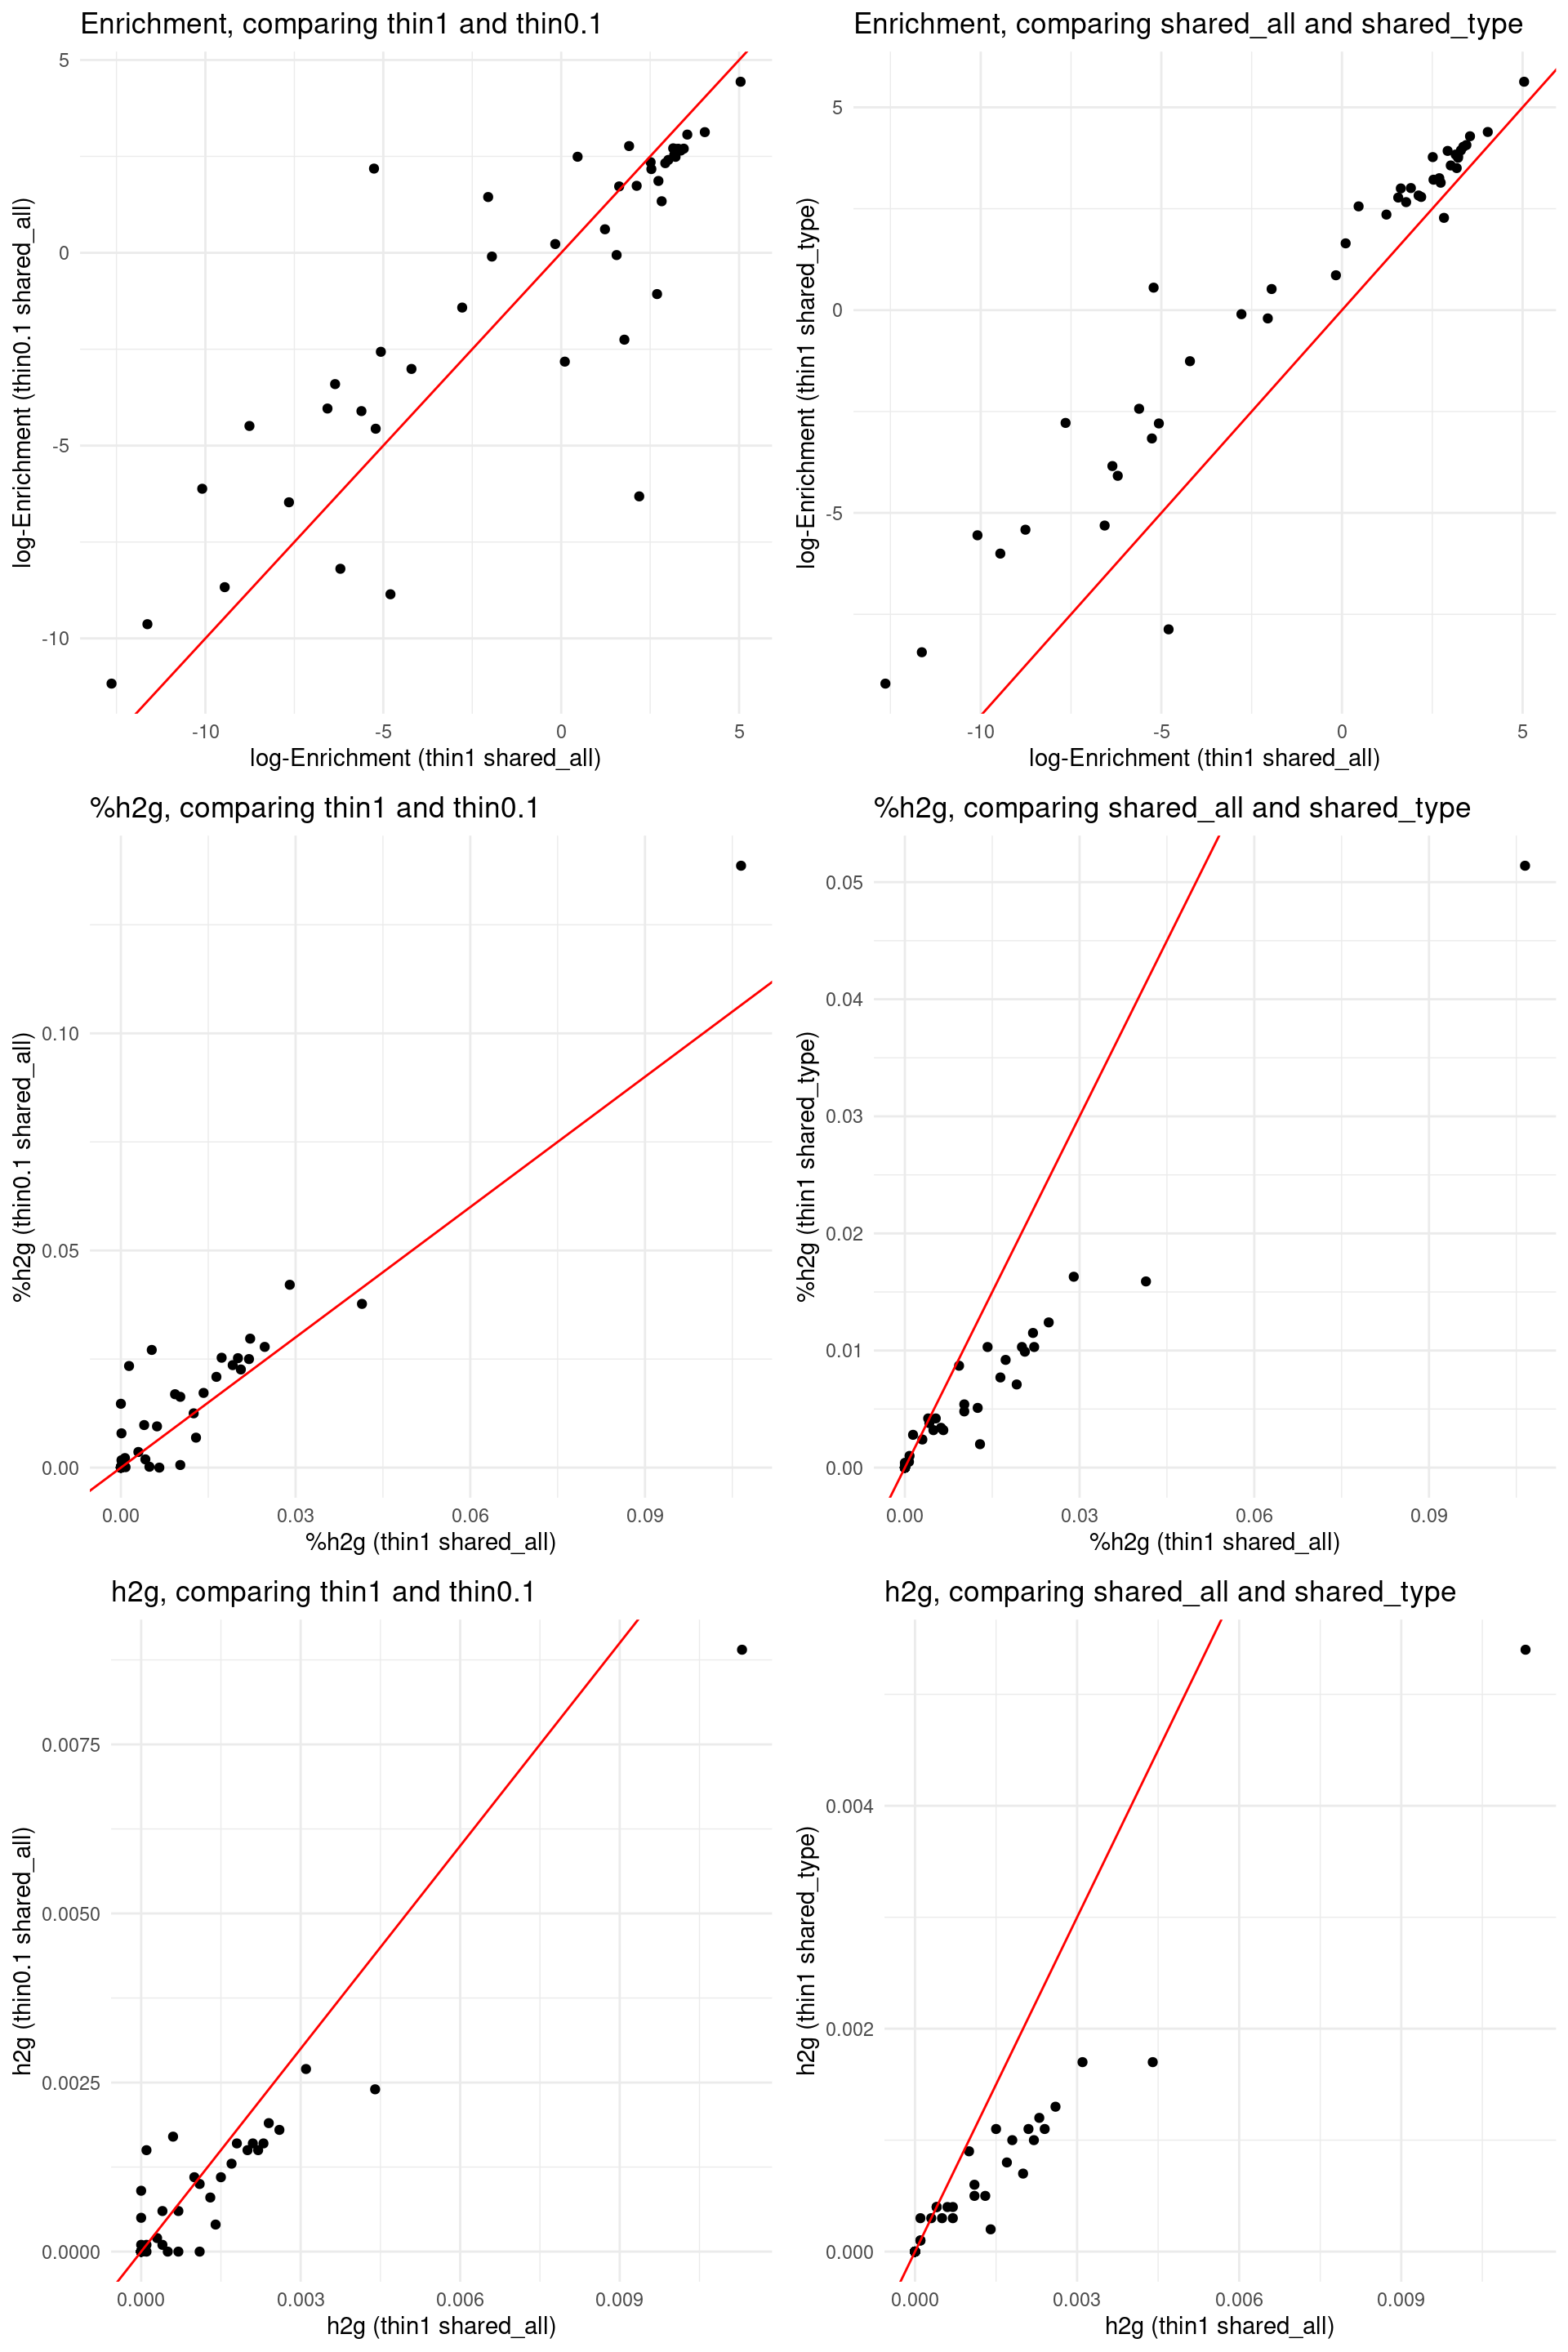 Enrichment, comparing thin1 and thin0.1
5
0
-5
-10
log-Enrichment (thin0.1 shared_all)
-10 -5 0 5
log-Enrichment (thin1 shared_all)
Enrichment, comparing shared_all and shared_type
5
0
-5
log-Enrichment (thin1 shared_type)
-10 -5 0 5
log-Enrichment (thin1 shared_all)
%h2g, comparing thin1 and thin0.1
0.10
0.05
0.00
%h2g (thin0.1 shared_all)
0.00 0.03 0.06 0.09
%h2g (thin1 shared_all)
%h2g, comparing shared_all and shared_type
0.05
0.04
0.03
0.02
0.01
0.00
%h2g (thin1 shared_type)
0.00 0.03 0.06 0.09
%h2g (thin1 shared_all)
h2g, comparing thin1 and thin0.1
0.0075
0.0050
0.0025
0.0000
h2g (thin0.1 shared_all)
0.000 0.003 0.006 0.009
h2g (thin1 shared_all)
h2g, comparing shared_all and shared_type
0.004
0.002
0.000
h2g (thin1 shared_type)
0.000 0.003 0.006 0.009
h2g (thin1 shared_all)